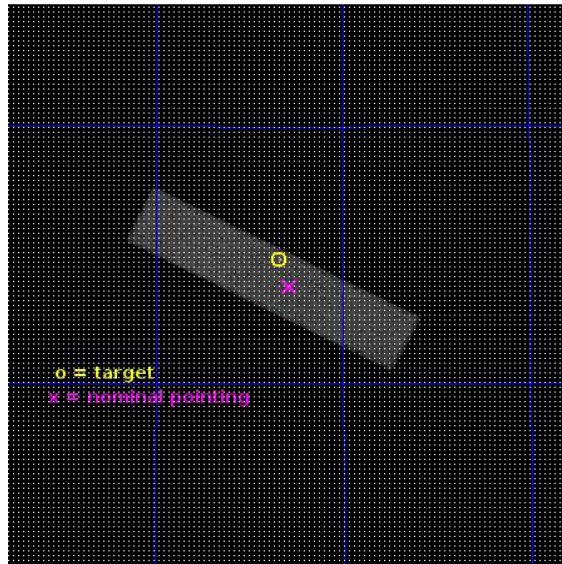 o = target
x = nominal pointing